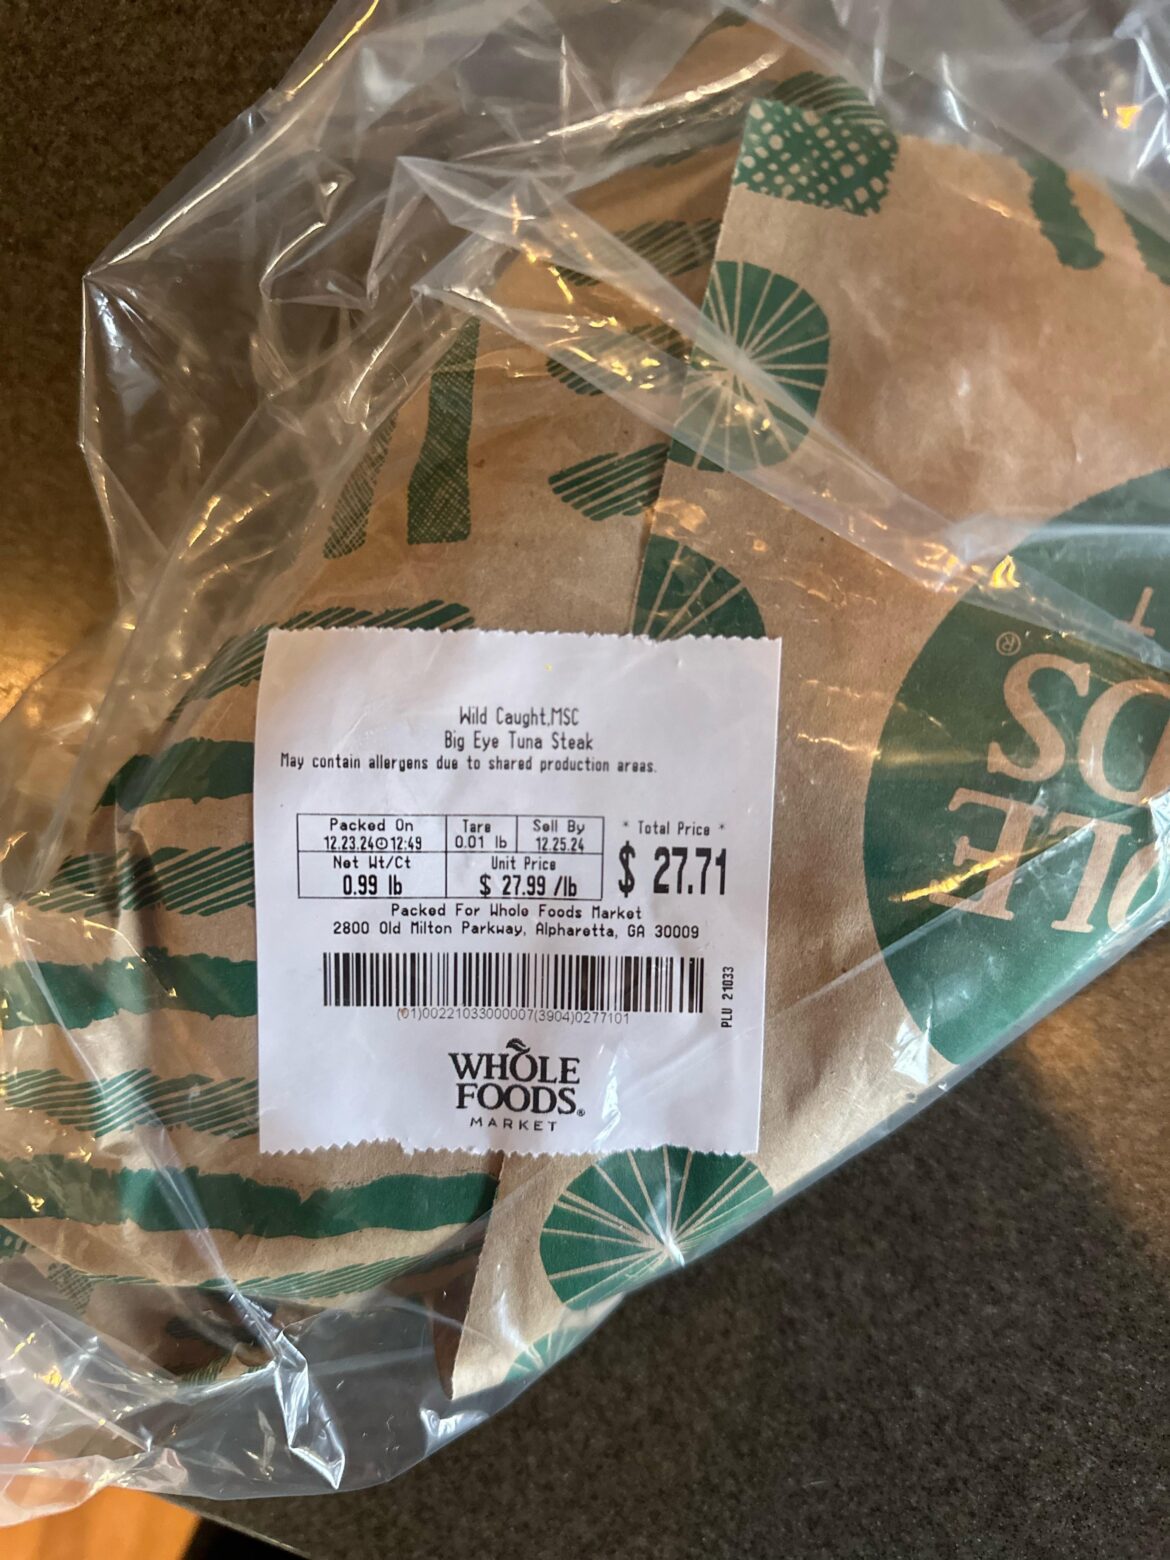 Wild Caught,MSC
Big Eye Tuna Steak
May contain allergens due to shared production areas.
Packed On
12.23.24@12:49
Tare
0.01 lb
Sell By
12.25.24
* Total Price *
$ 27.71
Net Wt/Ct
0.99 lb
Unit Price
$ 27.99 /lb
Packed For Whole Foods Market
2800 Old Milton Parkway, Alpharetta, GA 30009
(01)00221033000007(3904)0277101
PLU 21033
WHOLE
FOODS®
MARKET
OLE
DS®